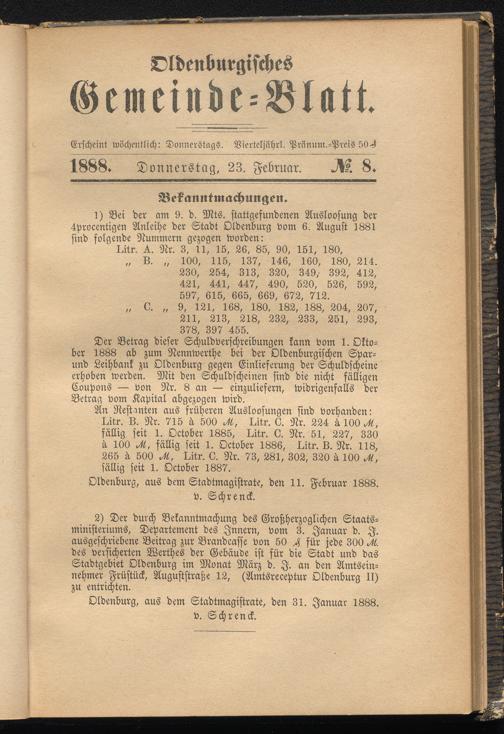 Oldenburgisches
Gemeinde-Blatt.
Erscheint wöchentlich: Donnerstags. Vierteljährl. Pränum.-Preis 50 ₰
1888. Donnerstag, 23. Februar. № 8.
Bekanntmachungen.
1) Bei der am 9. d. Mts. stattgefundenen Ausloosung der
4procentigen Anleihe der Stadt Oldenburg vom 6. August 1881
sind folgende Nummern gezogen worden:
Litr. A. Nr. 3, 11, 15, 26, 85, 90, 151, 180,
„ B. „ 100, 115, 137, 146, 160, 180, 214.
230, 254, 313, 320, 349, 392, 412,
421, 441, 447, 490, 520, 526, 592,
597, 615, 665, 669, 672, 712.
„ C. „ 9, 121, 168, 180, 182, 188, 204, 207,
211, 213, 218, 232, 233, 251, 293,
378, 397 455.
Der Betrag dieser Schuldverschreibungen kann vom 1. Okto-
ber 1888 ab zum Nennwerthe bei der Oldenburgischen Spar-
und Leihbank zu Oldenburg gegen Einlieferung der Schuldscheine
erhoben werden. Mit den Schuldscheinen sind die nicht fälligen
Coupons — von Nr. 8 an — einzuliefern, widrigenfalls der
Betrag vom Kapital abgezogen wird.
An Restanten aus früheren Ausloosungen sind vorhanden:
Litr. B. Nr. 715 à 500 ℳ, Litr. C. Nr. 224 à 100 ℳ,
fällig seit 1. October 1885, Litr. C. Nr. 51, 227, 330
à 100 ℳ, fällig seit 1. October 1886, Litr. B. Nr. 118,
265 à 500 ℳ, Litr. C. Nr. 73, 281, 302, 320 à 100 ℳ,
fällig seit 1. October 1887.
Oldenburg, aus dem Stadtmagistrate, den 11. Februar 1888.
v. Schrenck.
2) Der durch Bekanntmachung des Großherzoglichen Staats-
ministeriums, Departement des Innern, vom 3. Januar d. J.
ausgeschriebene Beitrag zur Brandcasse von 50 ₰ für jede 300 ℳ
des versicherten Werthes der Gebäude ist für die Stadt und das
Stadtgebiet Oldenburg im Monat März d. J. an den Amtsein-
nehmer Früstück, Auguststraße 12, (Amtsreceptur Oldenburg II)
zu entrichten.
Oldenburg, aus dem Stadtmagistrate, den 31. Januar 1888.
v. Schrenck.